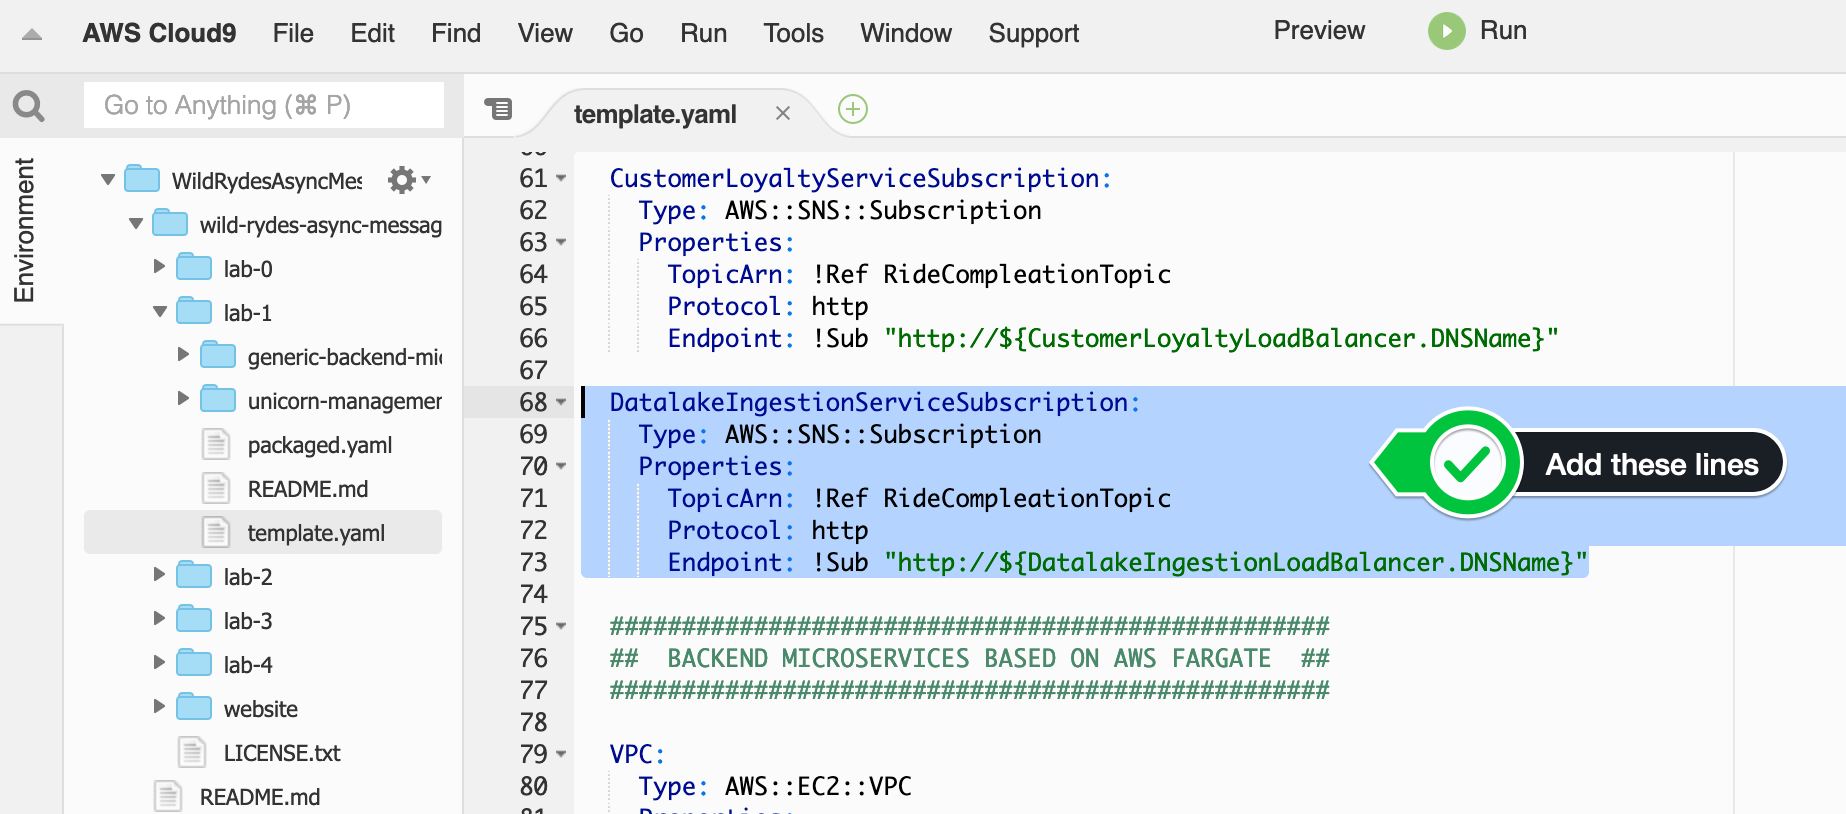 AWS Cloud9 File Edit Find View Go Run Tools Window Support Preview Run
Go to Anything (⌘ P)
template.yaml
Environment
WildRydesAsyncMes
wild-rydes-async-messag
lab-0
lab-1
generic-backend-mic
unicorn-managemer
packaged.yaml
README.md
template.yaml
lab-2
lab-3
lab-4
website
LICENSE.txt
README.md
61 CustomerLoyaltyServiceSubscription:
62 Type: AWS::SNS::Subscription
63 Properties:
64 TopicArn: !Ref RideCompleationTopic
65 Protocol: http
66 Endpoint: !Sub "http://${CustomerLoyaltyLoadBalancer.DNSName}"
67
68 DatalakeIngestionServiceSubscription:
69 Type: AWS::SNS::Subscription
70 Properties:
71 TopicArn: !Ref RideCompleationTopic
72 Protocol: http
73 Endpoint: !Sub "http://${DatalakeIngestionLoadBalancer.DNSName}"
74
75 ##################################################
76 ## BACKEND MICROSERVICES BASED ON AWS FARGATE ##
77 ##################################################
78
79 VPC:
80 Type: AWS::EC2::VPC
Add these lines